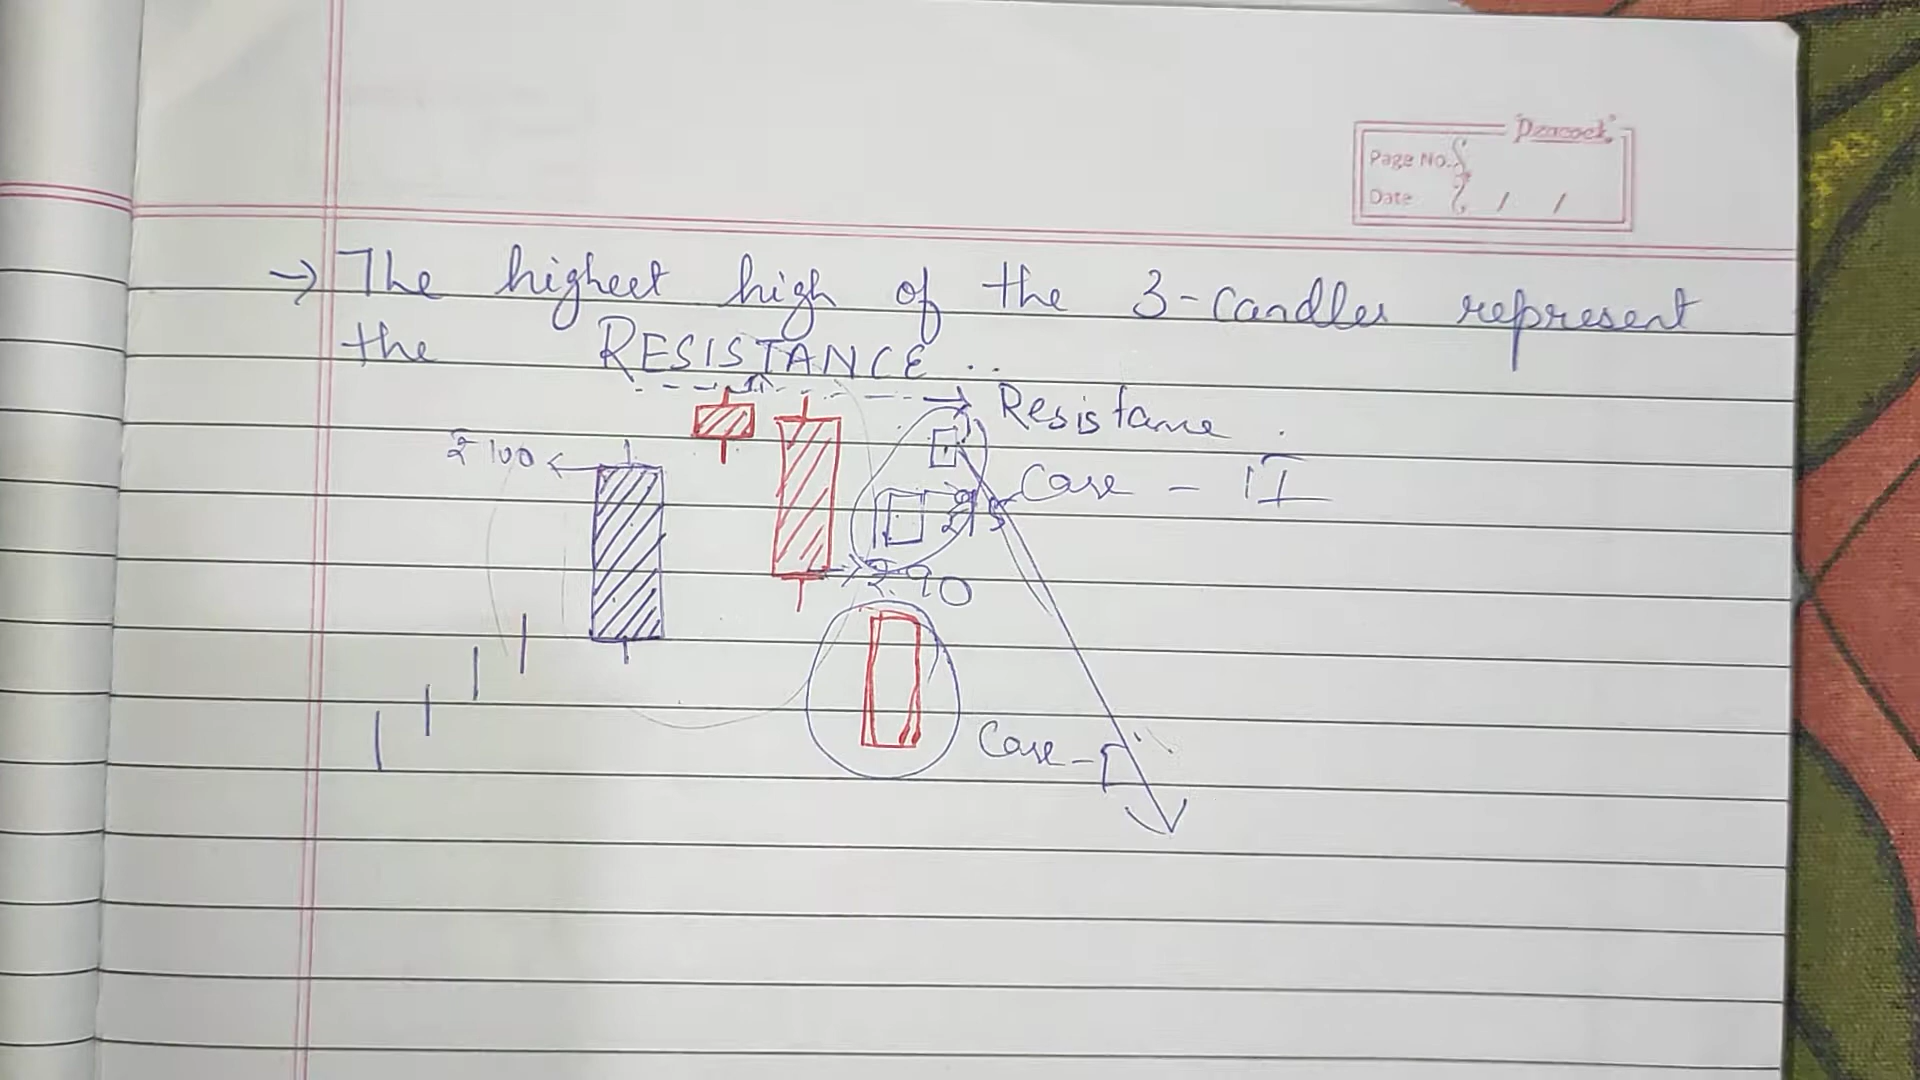 Peacock
Page No.
Date / /
→ The highest high of the 3-candles represent
the RESISTANCE ..
Resistance .
₹100
Case - II
₹90
Case - I